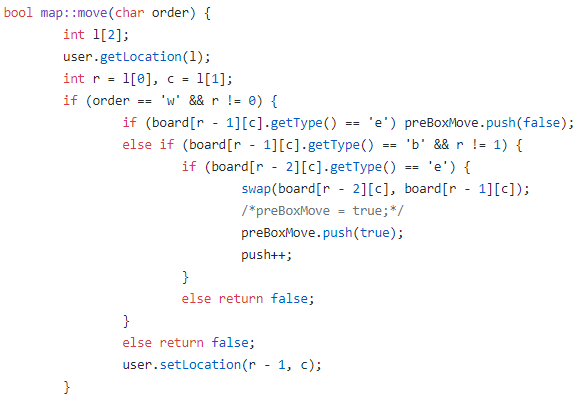 bool map::move(char order) {
        int l[2];
        user.getLocation(l);
        int r = l[0], c = l[1];
        if (order == 'w' && r != 0) {
                if (board[r - 1][c].getType() == 'e') preBoxMove.push(false);
                else if (board[r - 1][c].getType() == 'b' && r != 1) {
                        if (board[r - 2][c].getType() == 'e') {
                                swap(board[r - 2][c], board[r - 1][c]);
                                /*preBoxMove = true;*/
                                preBoxMove.push(true);
                                push++;
                        }
                        else return false;
                }
                else return false;
                user.setLocation(r - 1, c);
        }